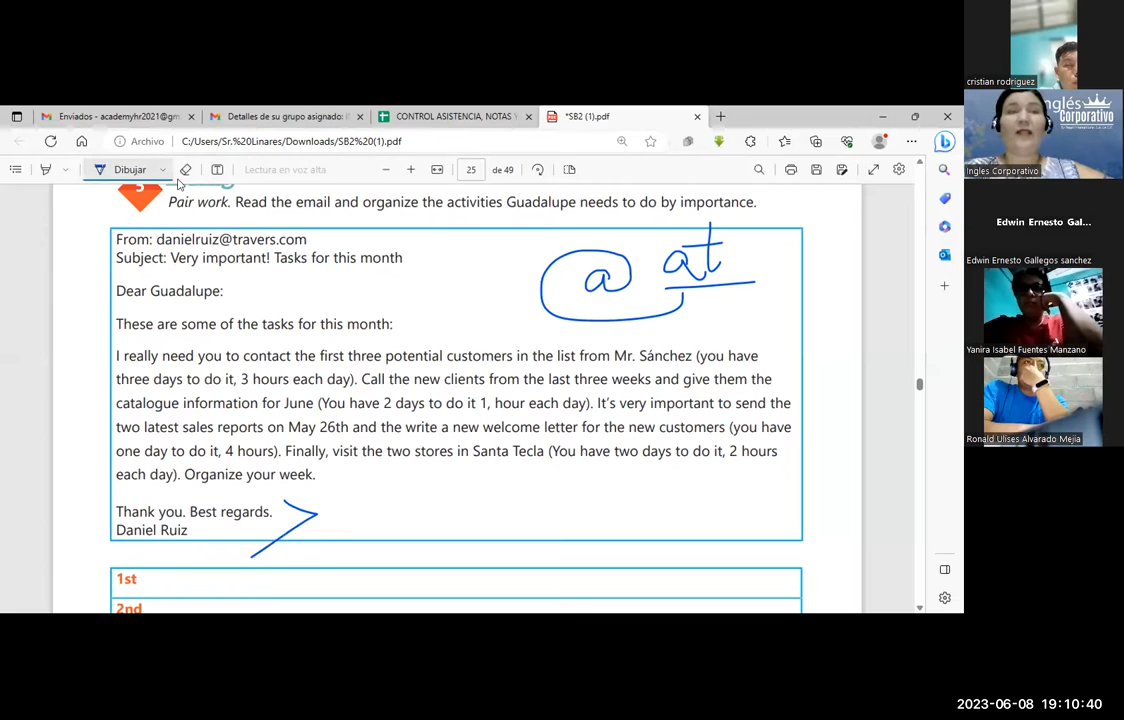 cristian rodriguez
Enviados - academyhr2021@gm
Detalles de su grupo asignado: I
CONTROL ASISTENCIA, NOTAS Y
*SB2 (1).pdf
Inglés
Corporativo
Archivo
C:/Users/Sr.%20Linares/Downloads/SB2%20(1).pdf
Ingles Corporativo
Dibujar
Lectura en voz alta
25
de 49
5
Pair work. Read the email and organize the activities Guadalupe needs to do by importance.
Edwin Ernesto Gal...
Edwin Ernesto Gallegos sanchez
From: danielruiz@travers.com
Subject: Very important! Tasks for this month
@ at
Dear Guadalupe:
These are some of the tasks for this month:
Yanira Isabel Fuentes Manzano
I really need you to contact the first three potential customers in the list from Mr. Sánchez (you have
three days to do it, 3 hours each day). Call the new clients from the last three weeks and give them the
catalogue information for June (You have 2 days to do it 1, hour each day). It's very important to send the
two latest sales reports on May 26th and the write a new welcome letter for the new customers (you have
one day to do it, 4 hours). Finally, visit the two stores in Santa Tecla (You have two days to do it, 2 hours
each day). Organize your week.
Ronald Ulises Alvarado Mejia
Thank you. Best regards.
Daniel Ruiz
1st
2nd
2023-06-08 19:10:40